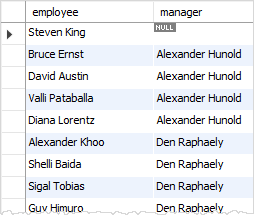 employee manager
Steven King NULL
Bruce Ernst Alexander Hunold
David Austin Alexander Hunold
Valli Pataballa Alexander Hunold
Diana Lorentz Alexander Hunold
Alexander Khoo Den Raphaely
Shelli Baida Den Raphaely
Sigal Tobias Den Raphaely
Guy Himuro Den Raphaely